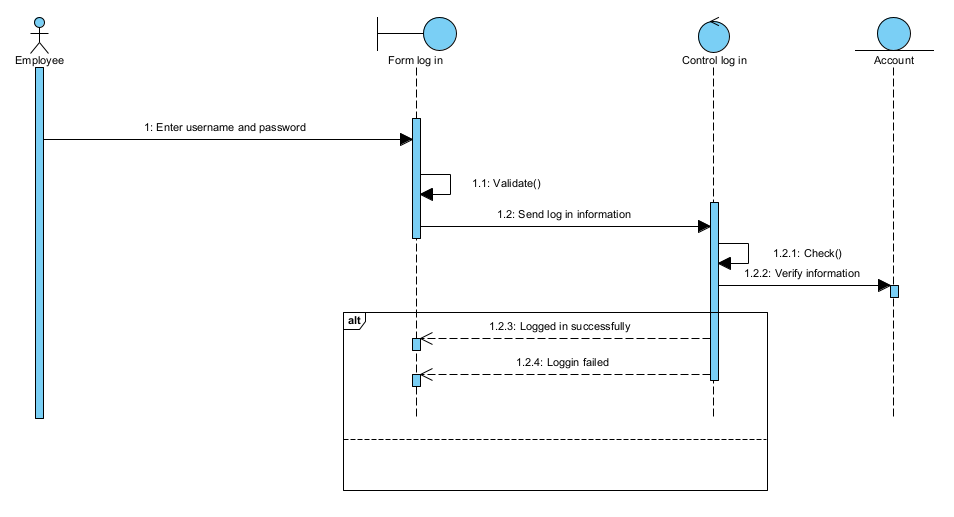 Employee
Form log in
Control log in
Account
1: Enter username and password
1.1: Validate()
1.2: Send log in information
1.2.1: Check()
1.2.2: Verify information
alt
1.2.3: Logged in successfully
1.2.4: Loggin failed